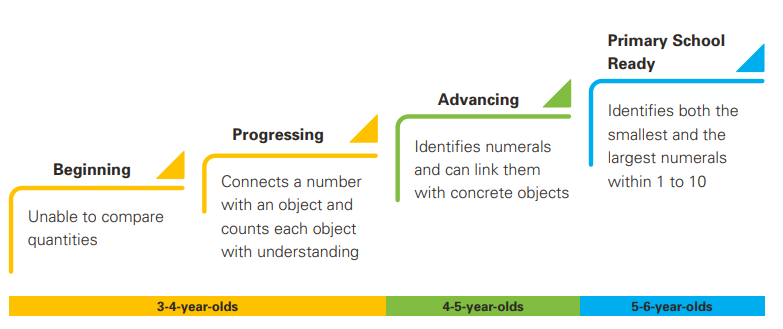 Beginning
Unable to compare
quantities
Progressing
Connects a number
with an object and
counts each object
with understanding
Advancing
Identifies numerals
and can link them
with concrete objects
Primary School
Ready
Identifies both the
smallest and the
largest numerals
within 1 to 10
3-4-year-olds
4-5-year-olds
5-6-year-olds